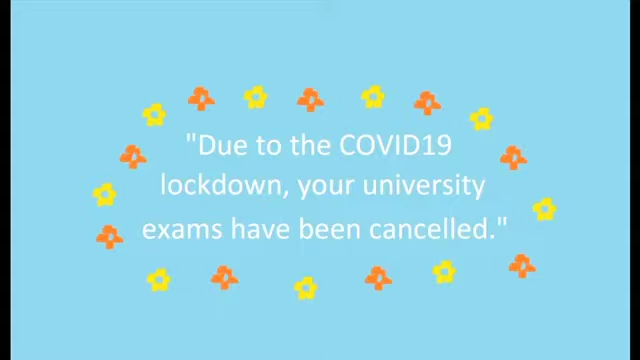 "Due to the COVID19
lockdown, your university
exams have been cancelled."